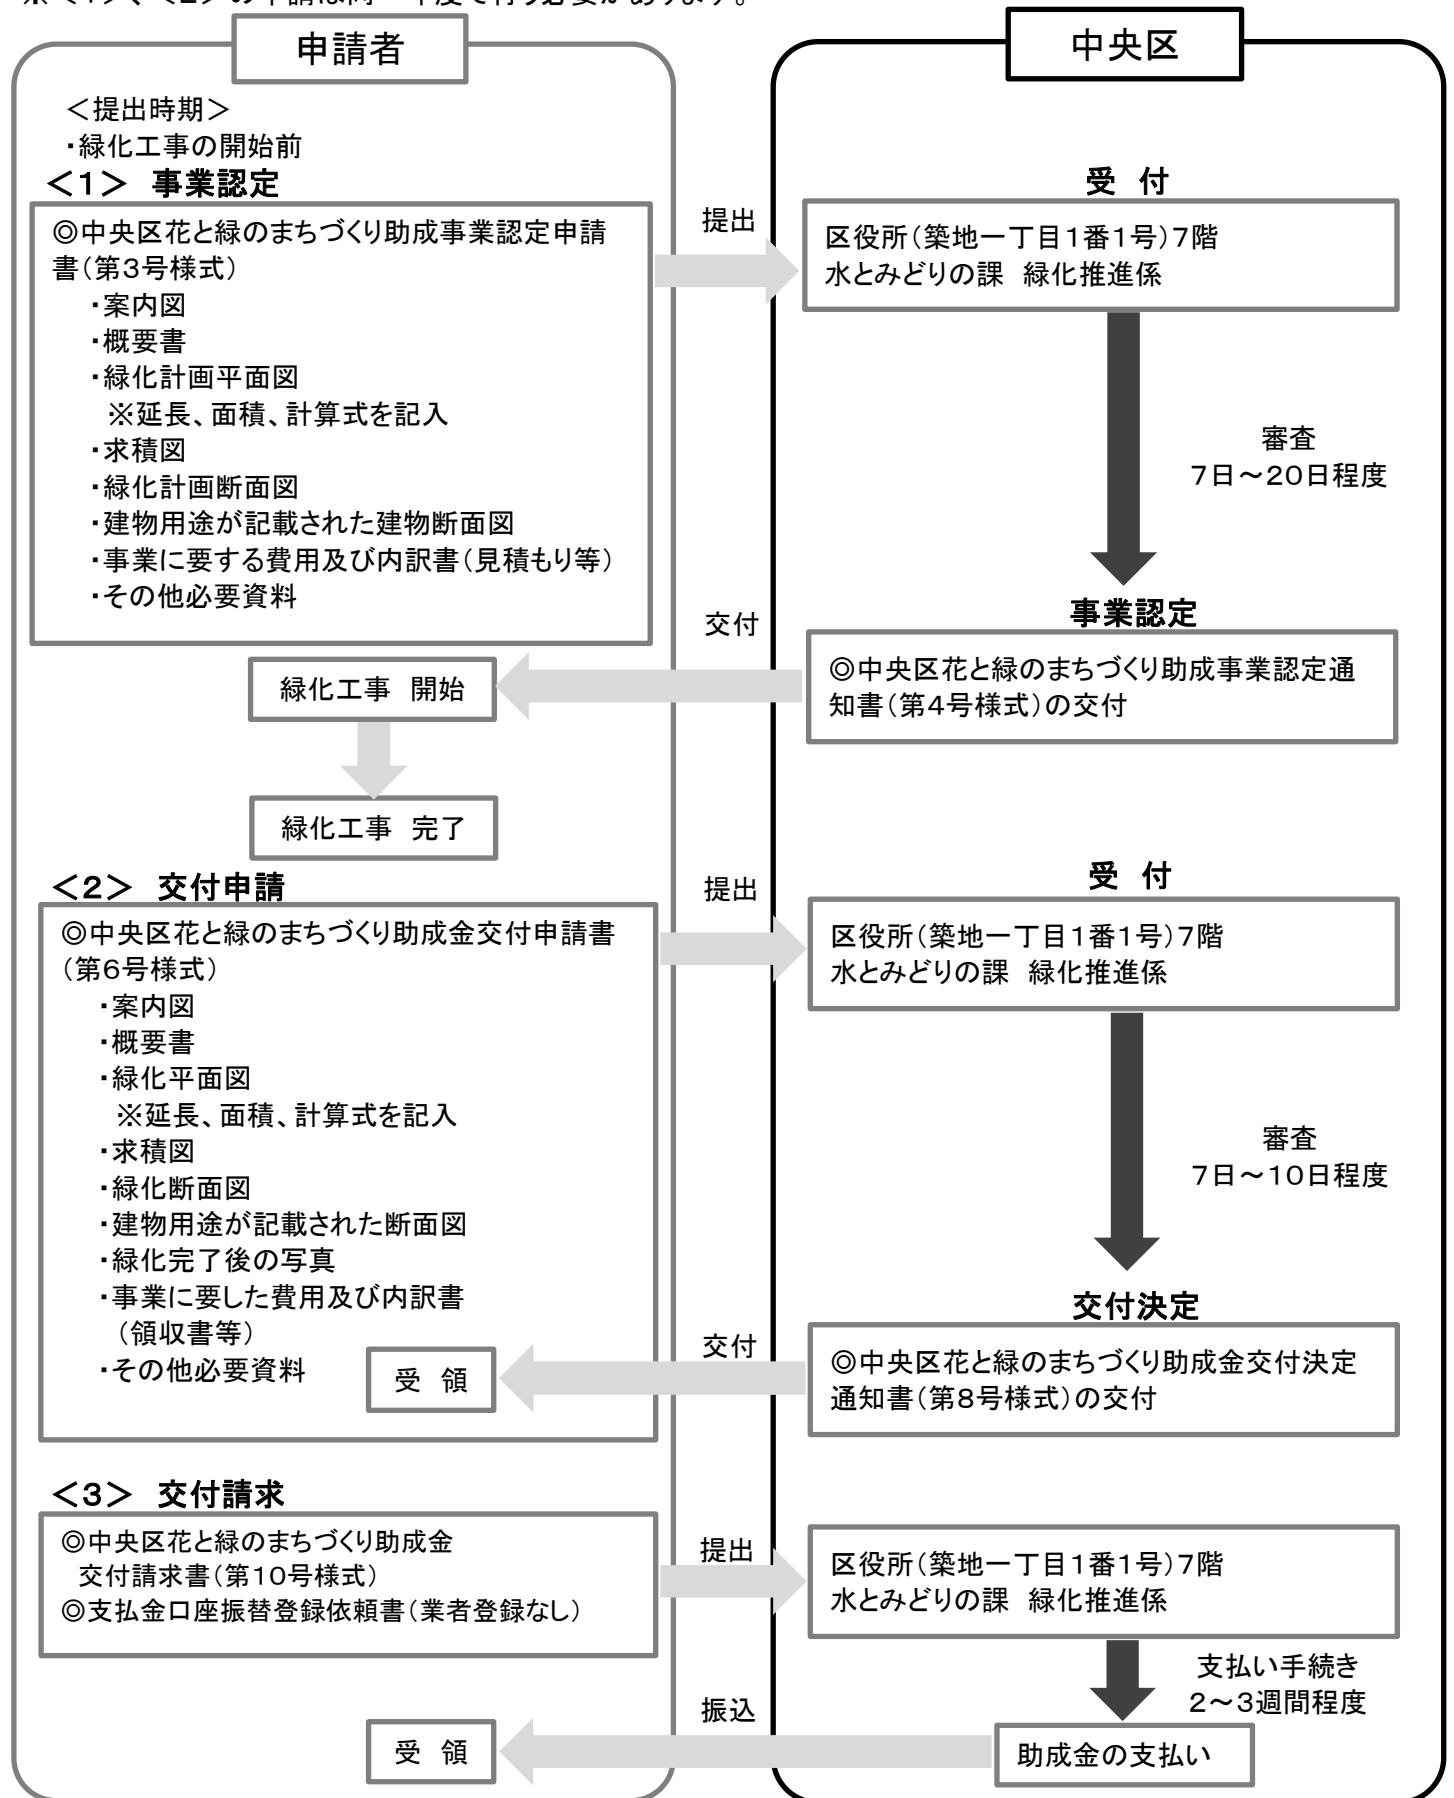 申請者
中央区
＜提出時期＞
・緑化工事の開始前
＜１＞　事業認定
◎中央区花と緑のまちづくり助成事業認定申請
書（第３号様式）
・案内図
・概要書
・緑化計画平面図
※延長、面積、計算式を記入
・求積図
・緑化計画断面図
・建物用途が記載された建物断面図
・事業に要する費用及び内訳書（見積もり等）
・その他必要資料
提出
受　付
区役所（築地一丁目１番１号）７階
水とみどりの課　緑化推進係
審査
７日～２０日程度
事業認定
◎中央区花と緑のまちづくり助成事業認定通
知書（第４号様式）の交付
交付
緑化工事　開始
緑化工事　完了
＜２＞　交付申請
◎中央区花と緑のまちづくり助成金交付申請書
（第６号様式）
・案内図
・概要書
・緑化平面図
※延長、面積、計算式を記入
・求積図
・緑化断面図
・建物用途が記載された断面図
・緑化完了後の写真
・事業に要した費用及び内訳書
（領収書等）
・その他必要資料
提出
受　付
区役所（築地一丁目１番１号）７階
水とみどりの課　緑化推進係
審査
７日～１０日程度
交付決定
◎中央区花と緑のまちづくり助成金交付決定
通知書（第８号様式）の交付
交付
受　領
＜３＞　交付請求
◎中央区花と緑のまちづくり助成金
交付請求書（第１０号様式）
◎支払金口座振替登録依頼書（業者登録なし）
提出
区役所（築地一丁目１番１号）７階
水とみどりの課　緑化推進係
支払い手続き
２～３週間程度
助成金の支払い
振込
受　領